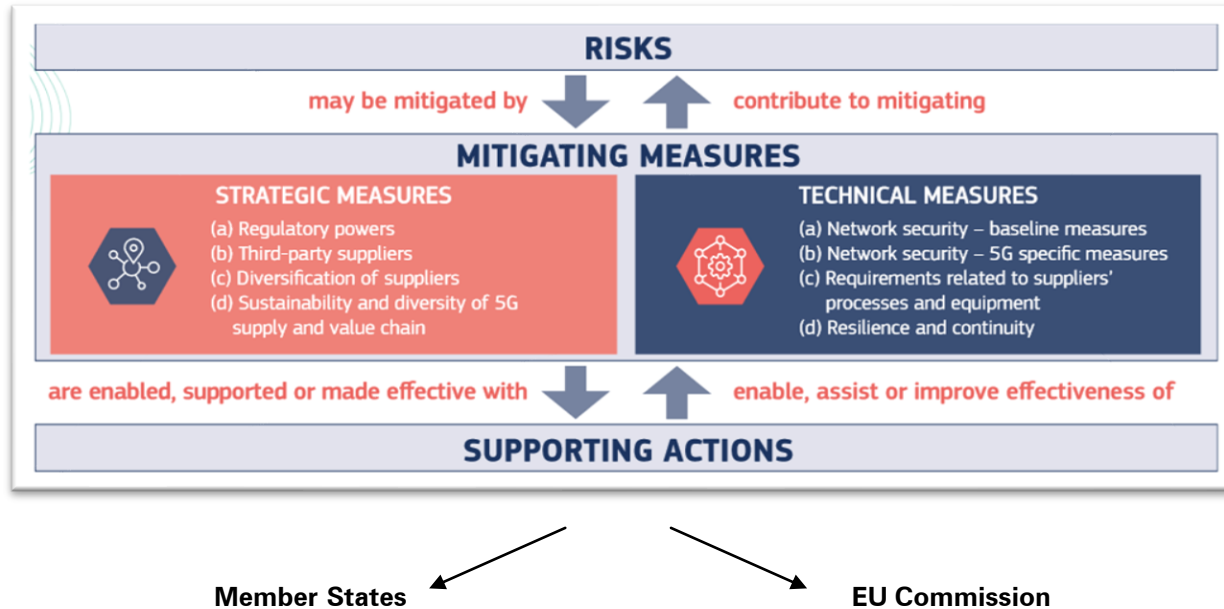 RISKS
may be mitigated by
contribute to mitigating
MITIGATING MEASURES
STRATEGIC MEASURES
(a) Regulatory powers
(b) Third-party suppliers
(c) Diversification of suppliers
(d) Sustainability and diversity of 5G
supply and value chain
TECHNICAL MEASURES
(a) Network security – baseline measures
(b) Network security – 5G specific measures
(c) Requirements related to suppliers'
processes and equipment
(d) Resilience and continuity
are enabled, supported or made effective with
enable, assist or improve effectiveness of
SUPPORTING ACTIONS
Member States
EU Commission